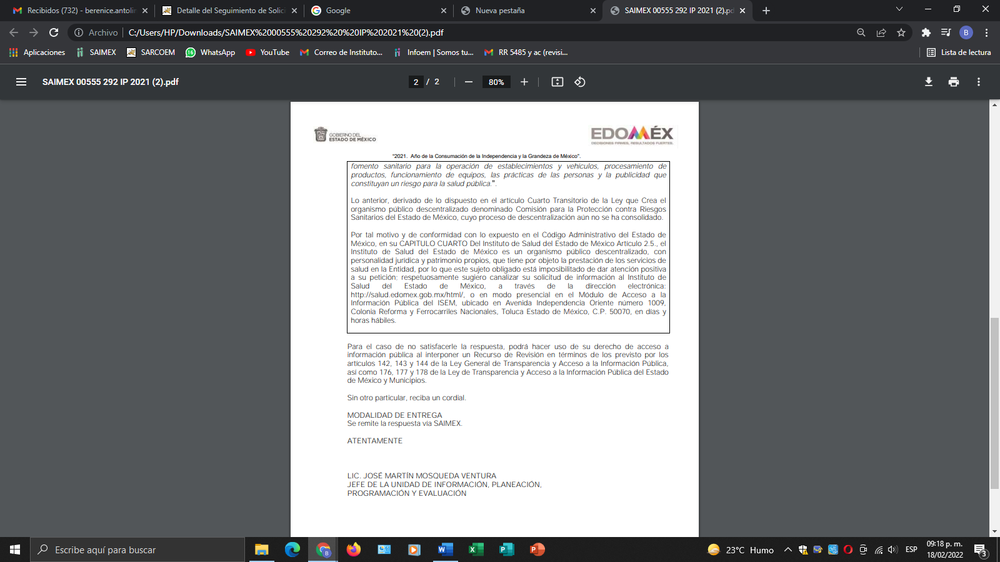 Recibidos (732) - berenice.antolin
Detalle del Seguimiento de Solici
Google
Nueva pestaña
SAIMEX 00555 292 IP 2021 (2).pd
Archivo
C:/Users/HP/Downloads/SAIMEX%2000555%20292%20%20IP%202021%20(2).pdf
B
Aplicaciones
SAIMEX
SARCOEM
16
WhatsApp
YouTube
Correo de Instituto...
Infoem | Somos tu...
RR 5485 y ac (revisi...
Lista de lectura
SAIMEX 00555 292 IP 2021 (2).pdf
2 / 2
80%
GOBIERNO DEL
ESTADO DE MÉXICO
EDOMÉX
DECISIONES FIRMES, RESULTADOS FUERTES.
“2021. Año de la Consumación de la Independencia y la Grandeza de México”.
fomento sanitario para la operación de establecimientos y vehículos, procesamiento de
productos, funcionamiento de equipos, las prácticas de las personas y la publicidad que
constituyan un riesgo para la salud pública.”.
Lo anterior, derivado de lo dispuesto en el artículo Cuarto Transitorio de la Ley que Crea el
organismo público descentralizado denominado Comisión para la Protección contra Riesgos
Sanitarios del Estado de México, cuyo proceso de descentralización aún no se ha consolidado.
Por tal motivo y de conformidad con lo expuesto en el Código Administrativo del Estado de
México, en su CAPITULO CUARTO Del Instituto de Salud del Estado de México Artículo 2.5., el
Instituto de Salud del Estado de México es un organismo público descentralizado, con
personalidad jurídica y patrimonio propios, que tiene por objeto la prestación de los servicios de
salud en la Entidad, por lo que este sujeto obligado está imposibilitado de dar atención positiva
a su petición; respetuosamente sugiero canalizar su solicitud de información al Instituto de
Salud del Estado de México, a través de la dirección electrónica:
http://salud.edomex.gob.mx/html/, o en modo presencial en el Módulo de Acceso a la
Información Pública del ISEM, ubicado en Avenida Independencia Oriente número 1009,
Colonia Reforma y Ferrocarriles Nacionales, Toluca Estado de México, C.P. 50070, en días y
horas hábiles.
Para el caso de no satisfacerle la respuesta, podrá hacer uso de su derecho de acceso a
información pública al interponer un Recurso de Revisión en términos de los previsto por los
artículos 142, 143 y 144 de la Ley General de Transparencia y Acceso a la Información Pública,
así como 176, 177 y 178 de la Ley de Transparencia y Acceso a la Información Pública del Estado
de México y Municipios.
Sin otro particular, reciba un cordial.
MODALIDAD DE ENTREGA
Se remite la respuesta vía SAIMEX.
ATENTAMENTE
LIC. JOSÉ MARTÍN MOSQUEDA VENTURA
JEFE DE LA UNIDAD DE INFORMACIÓN, PLANEACIÓN,
PROGRAMACIÓN Y EVALUACIÓN
Escribe aquí para buscar
23°C Humo
ESP
09:18 p. m.
18/02/2022
3